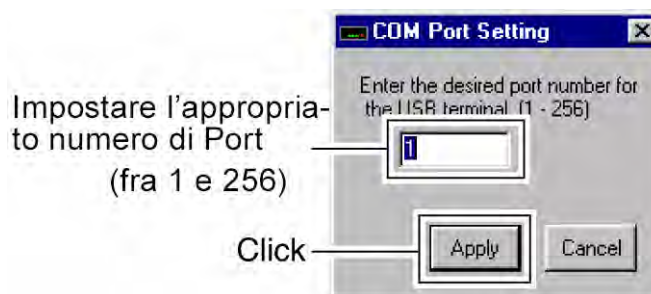 COM Port Setting
Enter the desired port number for
the USB terminal. (1 - 256)
Impostare l'appropria-
to numero di Port
(fra 1 e 256)
1
Click
Apply
Cancel